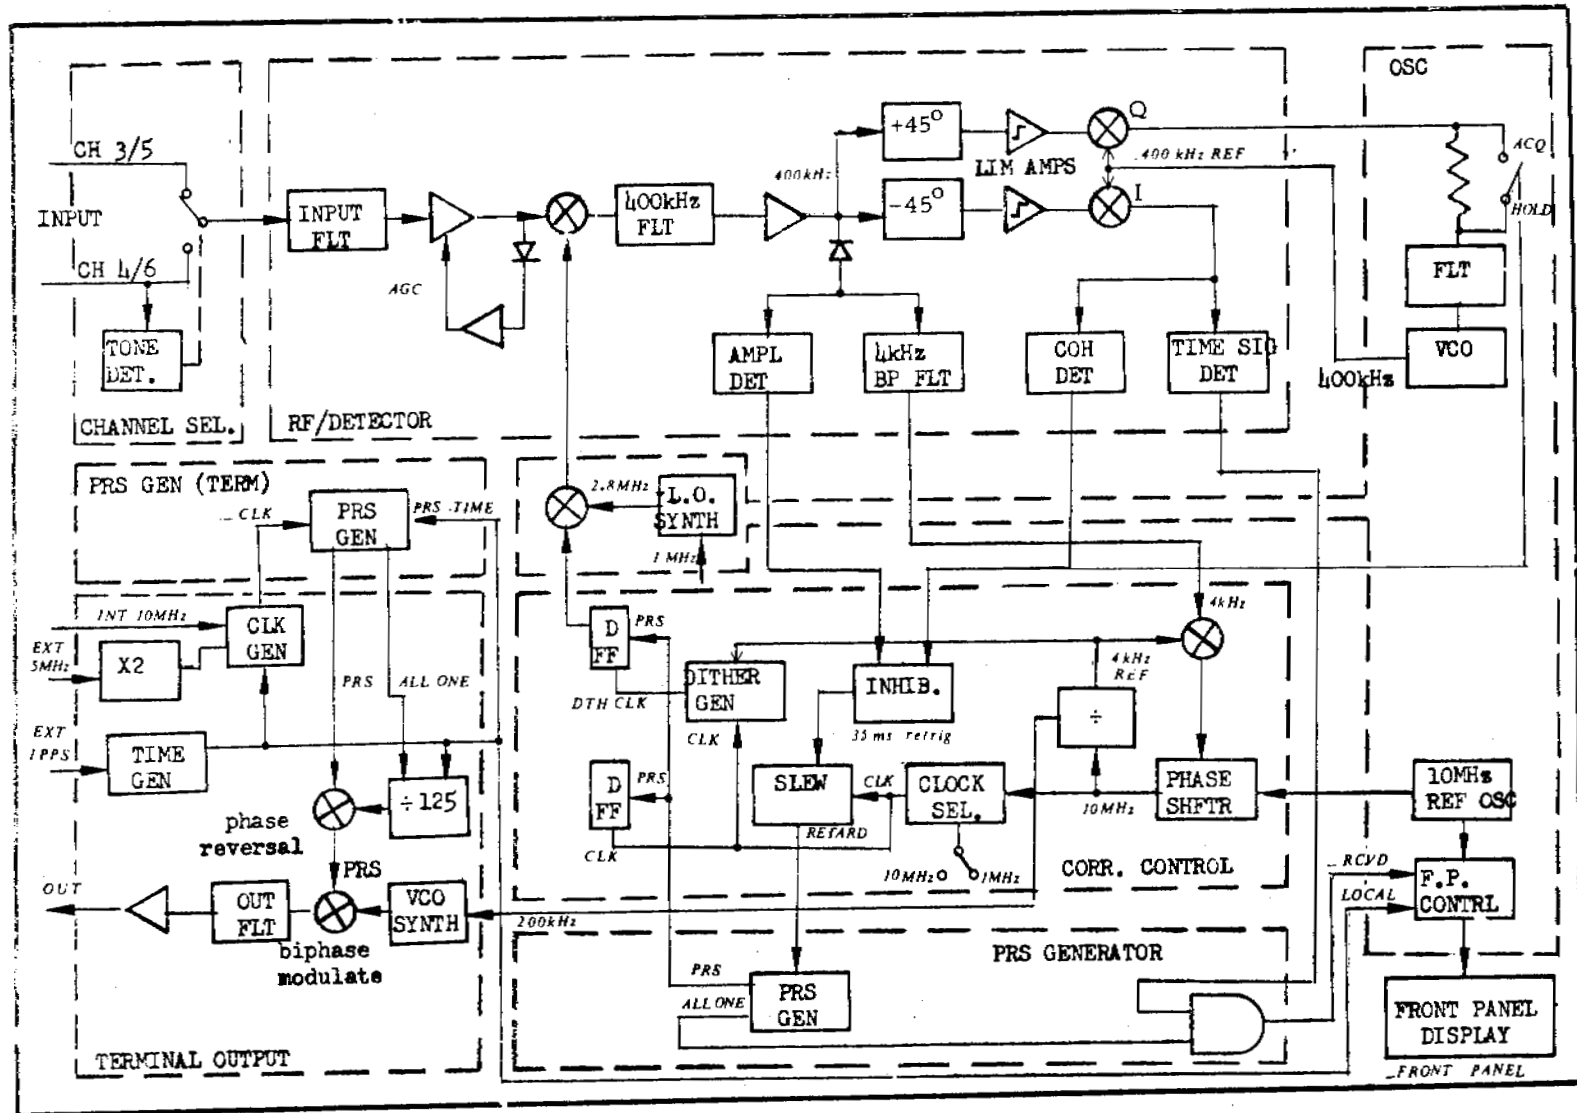 OSC
CH 3/5
INPUT
CH 4/6
TONE
DET.
CHANNEL SEL.
INPUT
FLT
AGC
400kHz
FLT
400kHz
+45°
-45°
LIM AMPS
Q
I
400 kHz REF
ACQ
HOLD
FLT
VCO
400kHz
AMPL
DET
4kHz
BP FLT
COH
DET
TIME SIG
DET
RF/DETECTOR
PRS GEN (TERM)
CLK
PRS
GEN
PRS TIME
2.8MHz
L.O.
SYNTH
1 MHz
INT 10MHz
EXT
5MHz
X2
CLK
GEN
PRS
ALL ONE
EXT
1PPS
TIME
GEN
÷125
phase
reversal
PRS
OUT
OUT
FLT
VCO
SYNTH
biphase
modulate
TERMINAL OUTPUT
200kHz
D
FF
PRS
DTH CLK
DITHER
GEN
CLK
INHIB.
35 ms retrig
4kHz
4kHz
REF
÷
D
FF
PRS
CLK
SLEW
RETARD
CLK
CLOCK
SEL.
10MHz
1MHz
10MHz
PHASE
SHFTR
CORR. CONTROL
10MHz
REF OSC
RCVD
LOCAL
F.P.
CONTRL
PRS GENERATOR
PRS
ALL ONE
PRS
GEN
FRONT PANEL
DISPLAY
FRONT PANEL